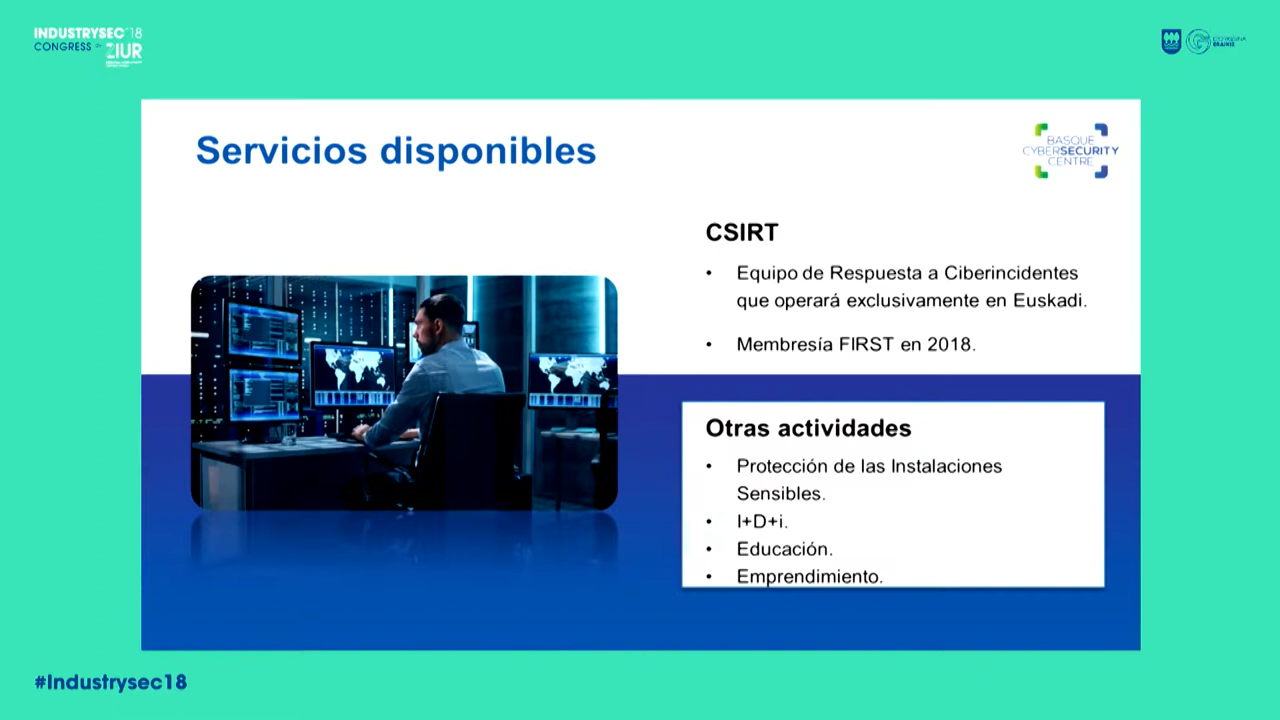 INDUSTRYSEC'18
CONGRESS
ZIUR
Servicios disponibles
BASQUE
CYBERSECURITY
CENTRE
CSIRT
• Equipo de Respuesta a Ciberincidentes
que operará exclusivamente en Euskadi.
• Membresía FIRST en 2018.
Otras actividades
• Protección de las Instalaciones
Sensibles.
• I+D+i.
• Educación.
• Emprendimiento.
#Industrysec18